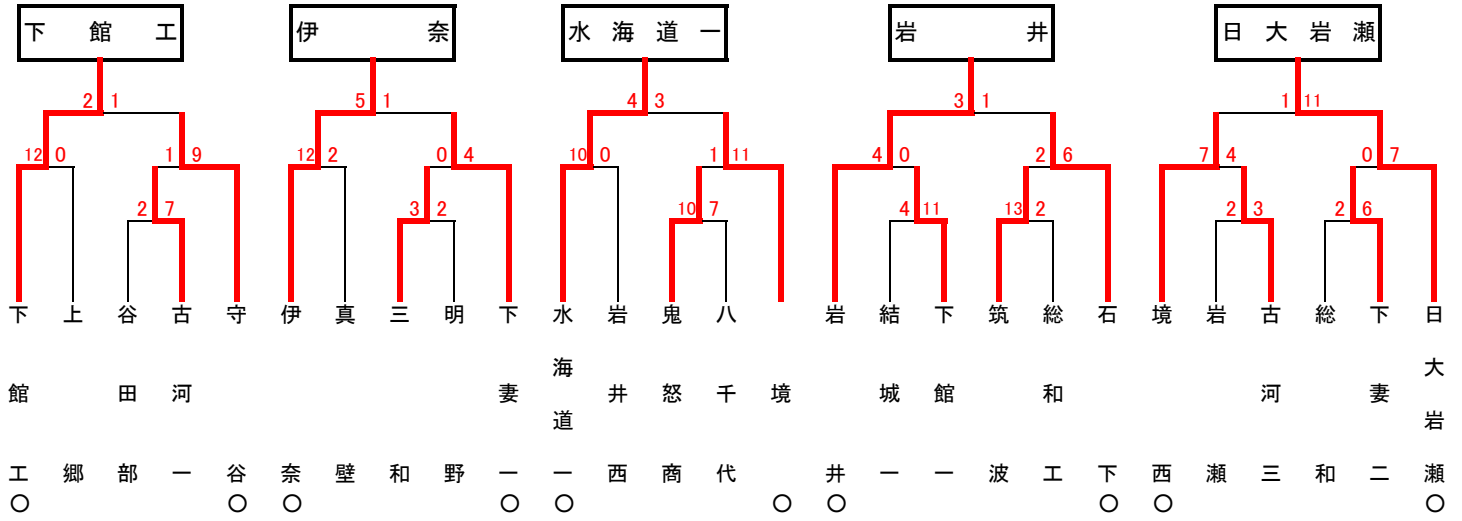 下館工 伊奈 水海道一 岩井 日大岩瀬
2 1 5 1 4 3 3 1 1 11
12 0 1 9 12 2 0 4 10 0 1 11 4 0 2 6 7 4 0 7
2 7 3 2 10 7 4 11 13 2 2 3 2 6
下館工 上郷 谷田部 古河一 守谷 伊奈 真壁 三和 明野 下妻一 水海道一 岩井西 鬼怒商 八千代 境 岩井 結城一 下館一 筑波 総和工 石下 境西 岩瀬 古河三 総和 下妻二 日大岩瀬
○ ○ ○ ○ ○ ○ ○ ○ ○ ○